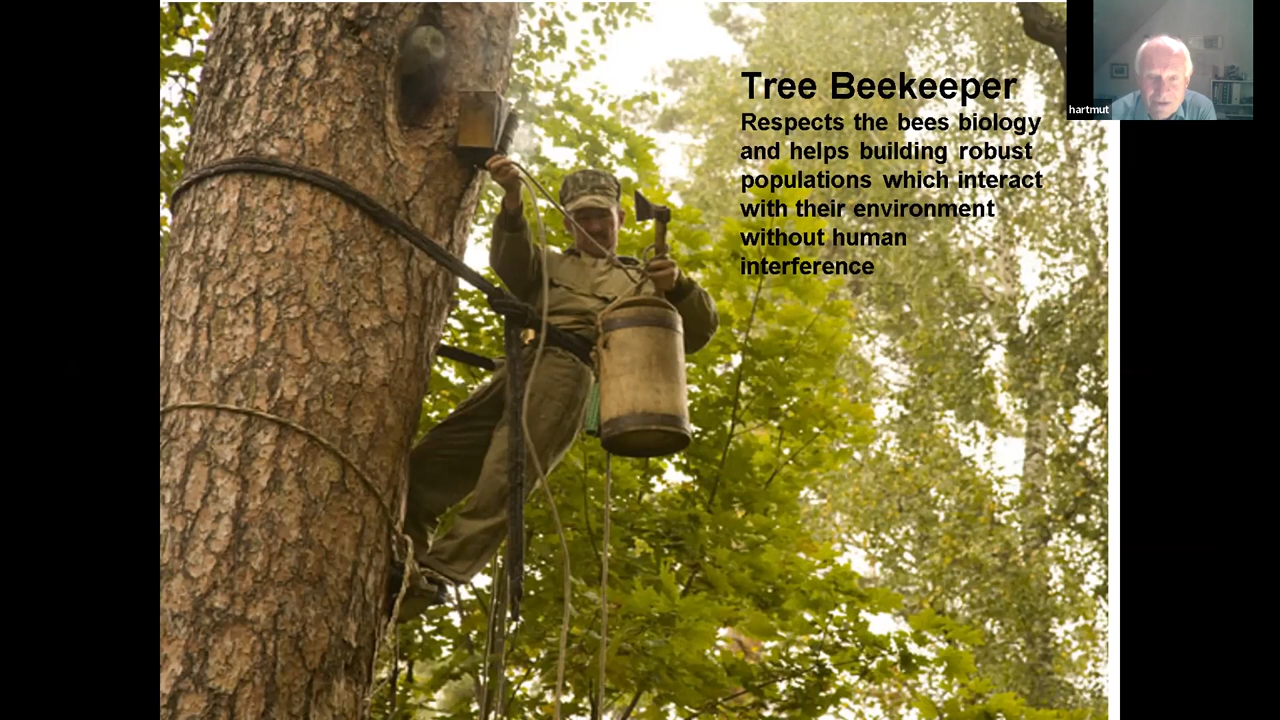 Tree Beekeeper
Respects the bees biology
and helps building robust
populations which interact
with their environment
without human
interference
hartmut